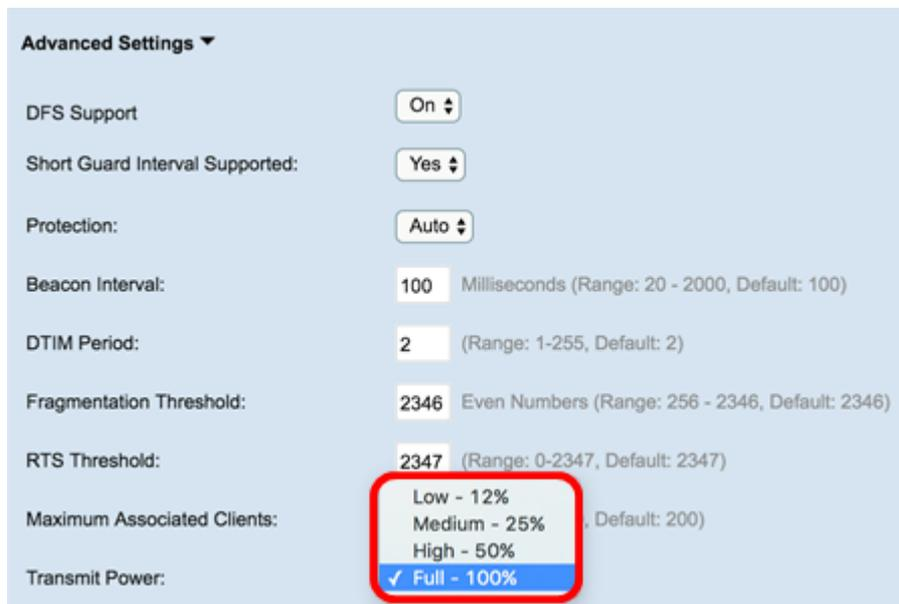 Advanced Settings ▼
DFS Support On
Short Guard Interval Supported: Yes
Protection: Auto
Beacon Interval: 100 Milliseconds (Range: 20 - 2000, Default: 100)
DTIM Period: 2 (Range: 1-255, Default: 2)
Fragmentation Threshold: 2346 Even Numbers (Range: 256 - 2346, Default: 2346)
RTS Threshold: 2347 (Range: 0-2347, Default: 2347)
Low - 12%
Maximum Associated Clients: , Default: 200)
Medium - 25%
High - 50%
Transmit Power: ✓ Full - 100%